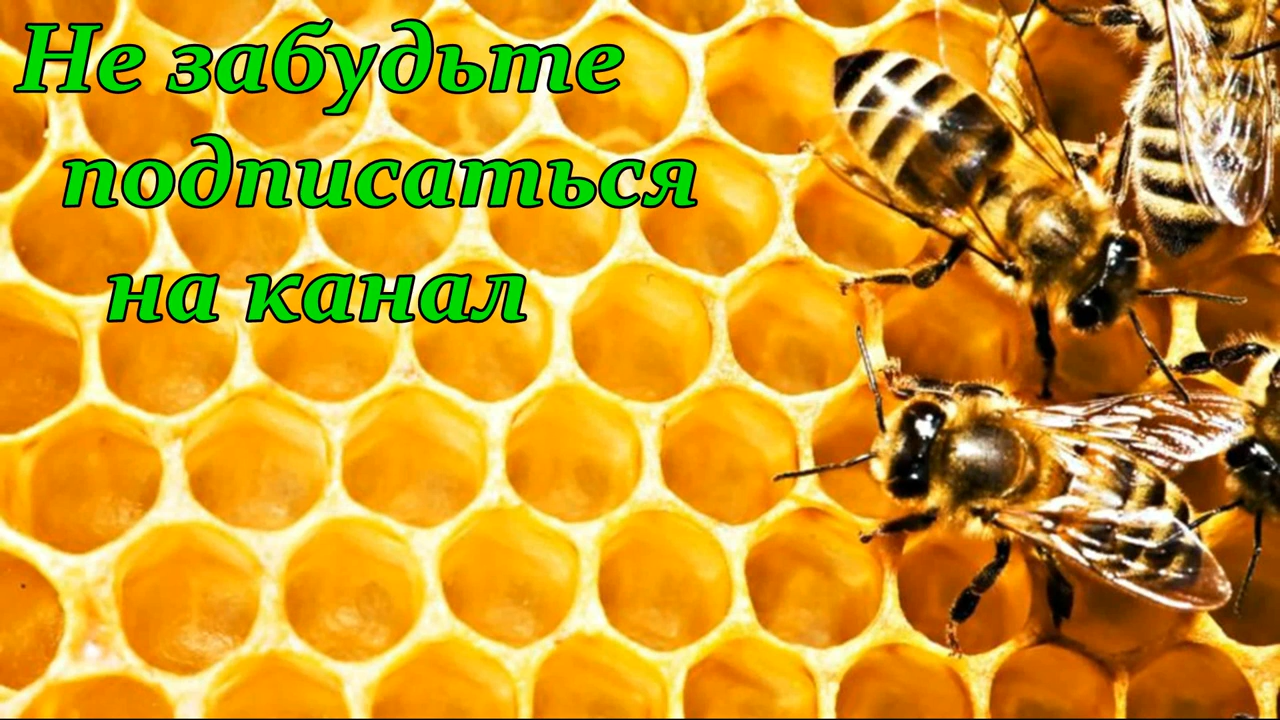 Не забудьте
подписаться
на канал